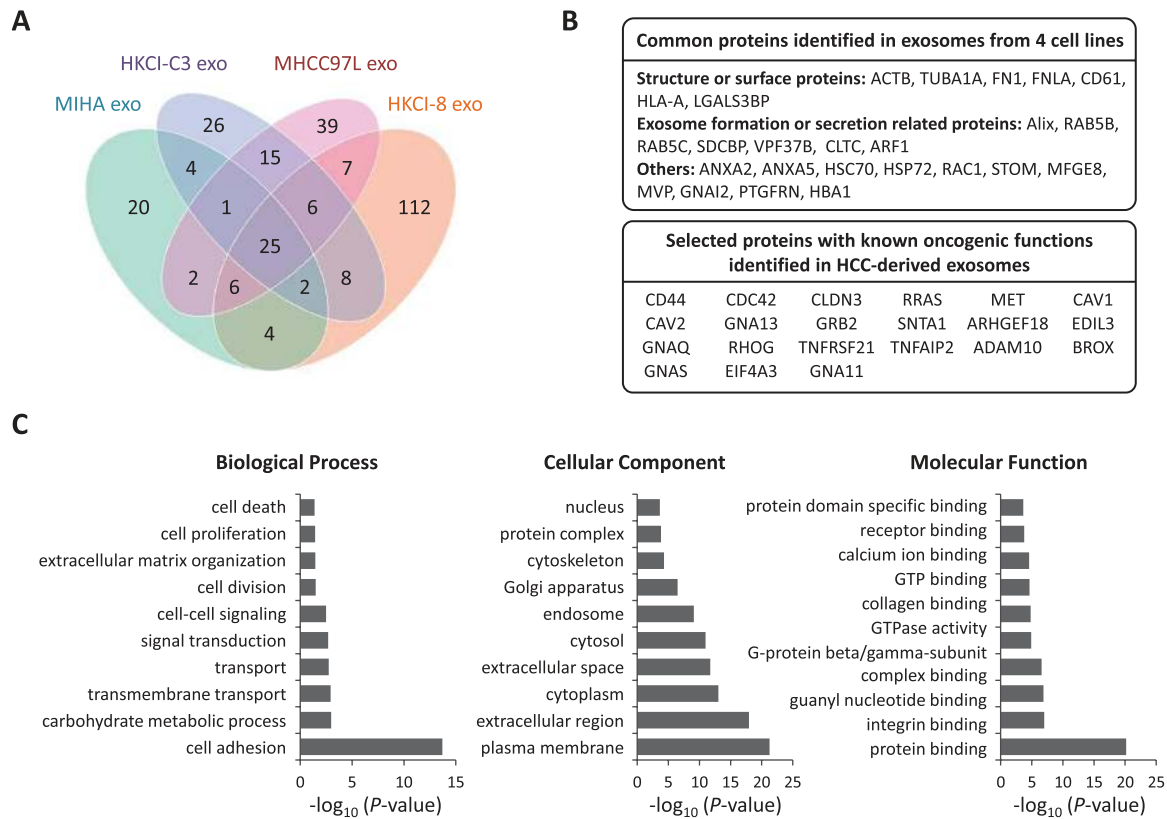 A
HKCI-C3 exo
MHCC97L exo
MIHA exo
HKCI-8 exo
26
39
4
15
7
20
1
6
112
25
2
6
2
8
4
B
Common proteins identified in exosomes from 4 cell lines
Structure or surface proteins: ACTB, TUBA1A, FN1, FNLA, CD61,
HLA-A, LGALS3BP
Exosome formation or secretion related proteins: Alix, RAB5B,
RAB5C, SDCBP, VPF37B, CLTC, ARF1
Others: ANXA2, ANXA5, HSC70, HSP72, RAC1, STOM, MFGE8,
MVP, GNAI2, PTGFRN, HBA1
Selected proteins with known oncogenic functions
identified in HCC-derived exosomes
CD44 CDC42 CLDN3 RRAS MET CAV1
CAV2 GNA13 GRB2 SNTA1 ARHGEF18 EDIL3
GNAQ RHOG TNFRSF21 TNFAIP2 ADAM10 BROX
GNAS EIF4A3 GNA11
C
Biological Process
cell death
cell proliferation
extracellular matrix organization
cell division
cell-cell signaling
signal transduction
transport
transmembrane transport
carbohydrate metabolic process
cell adhesion
0 5 10 15
-log10 (P-value)
Cellular Component
nucleus
protein complex
cytoskeleton
Golgi apparatus
endosome
cytosol
extracellular space
cytoplasm
extracellular region
plasma membrane
0 5 10 15 20 25
-log10 (P-value)
Molecular Function
protein domain specific binding
receptor binding
calcium ion binding
GTP binding
collagen binding
GTPase activity
G-protein beta/gamma-subunit
complex binding
guanyl nucleotide binding
integrin binding
protein binding
0 5 10 15 20 25
-log10 (P-value)